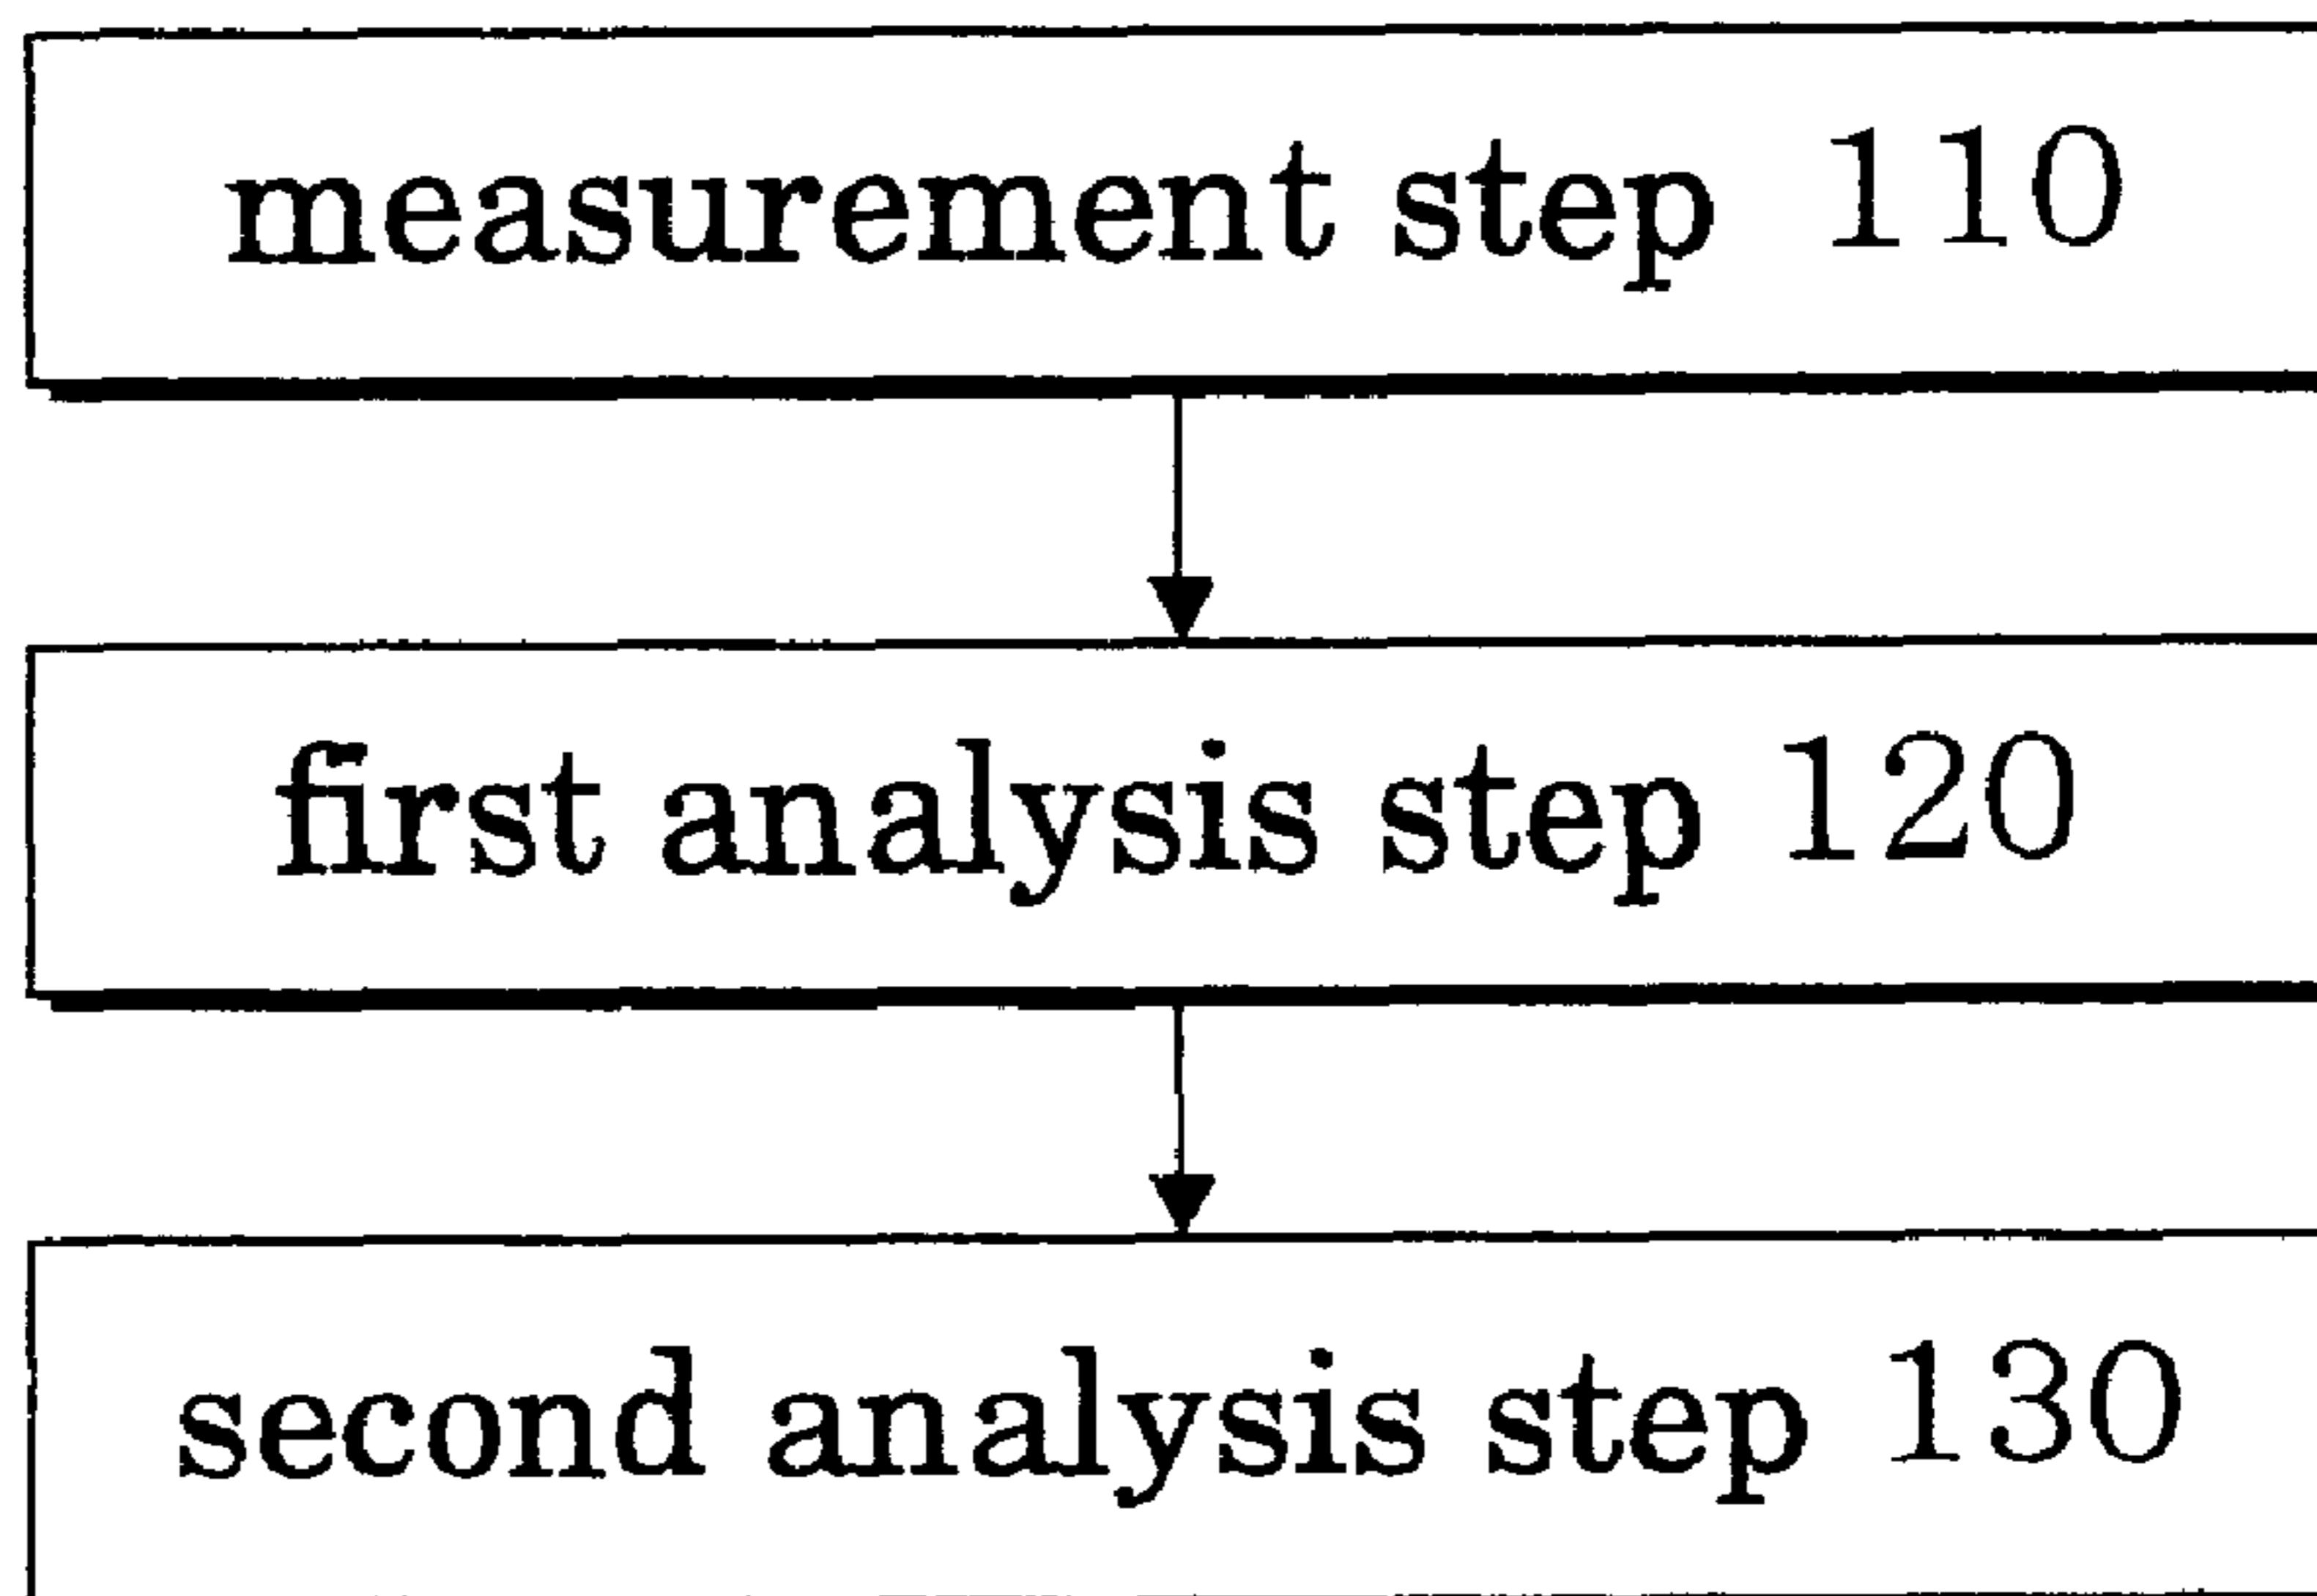 measurement step 110
first analysis step 120
second analysis step 130